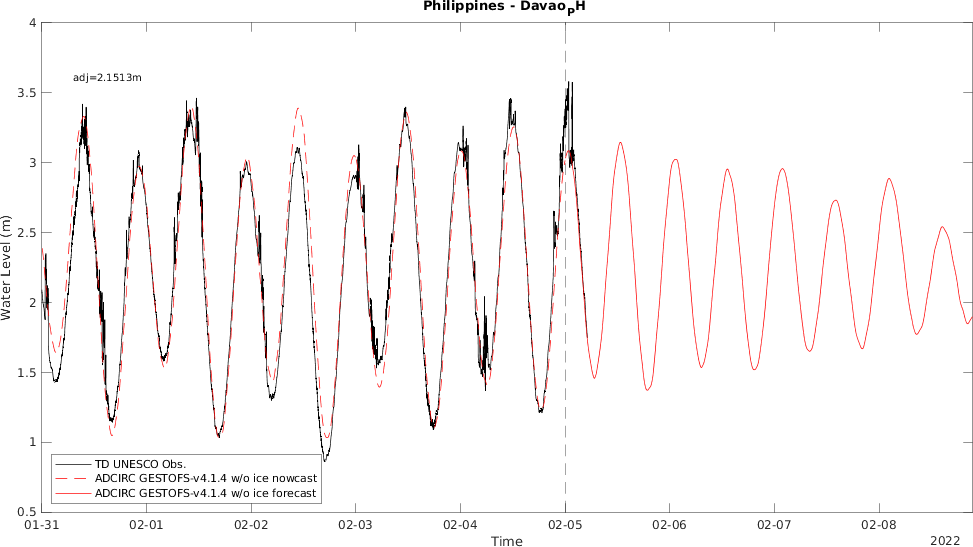 Philippines - DavaoPH
4
3.5
3
2.5
2
1.5
1
0.5
Water Level (m)
adj=2.1513m
TD UNESCO Obs.
ADCIRC GESTOFS-v4.1.4 w/o ice nowcast
ADCIRC GESTOFS-v4.1.4 w/o ice forecast
01-31 02-01 02-02 02-03 02-04 02-05 02-06 02-07 02-08
Time
2022